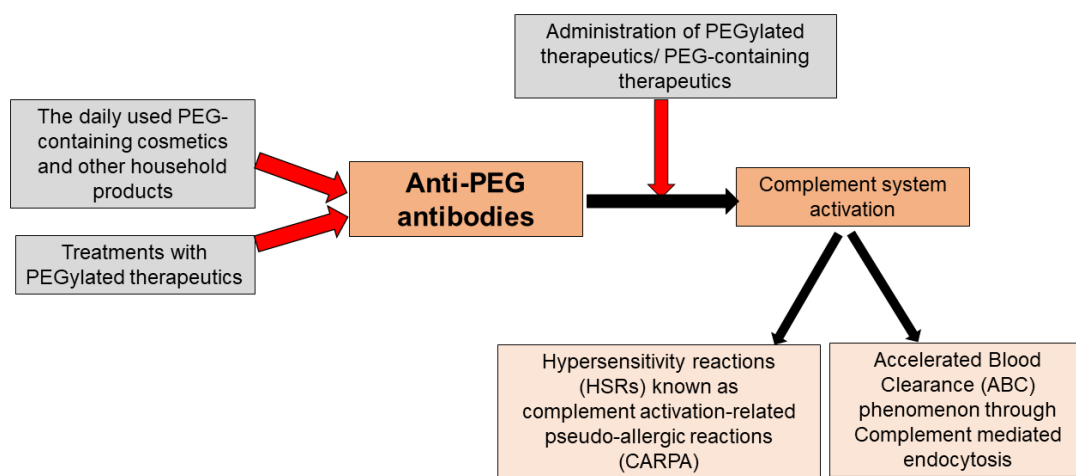 Administration of PEGylated
therapeutics/ PEG-containing
therapeutics
The daily used PEG-
containing cosmetics
and other household
products
Anti-PEG
antibodies
Complement system
activation
Treatments with
PEGylated therapeutics
Hypersensitivity reactions
(HSRs) known as
complement activation-related
pseudo-allergic reactions
(CARPA)
Accelerated Blood
Clearance (ABC)
phenomenon through
Complement mediated
endocytosis